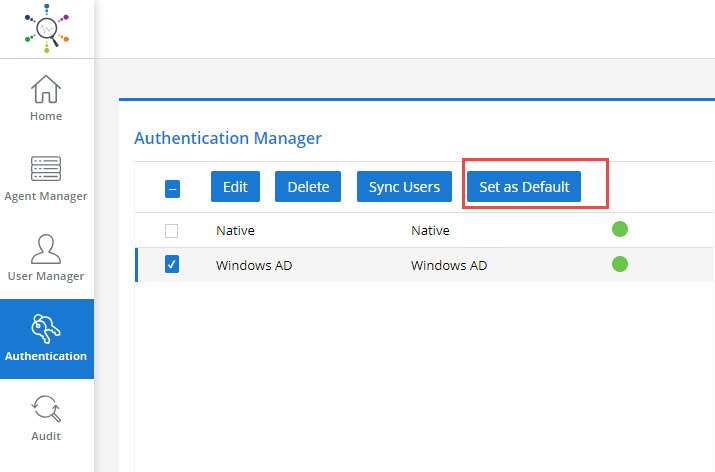 Home
Agent Manager
User Manager
Authentication
Audit
Authentication Manager
Edit Delete Sync Users Set as Default
Native Native
Windows AD Windows AD